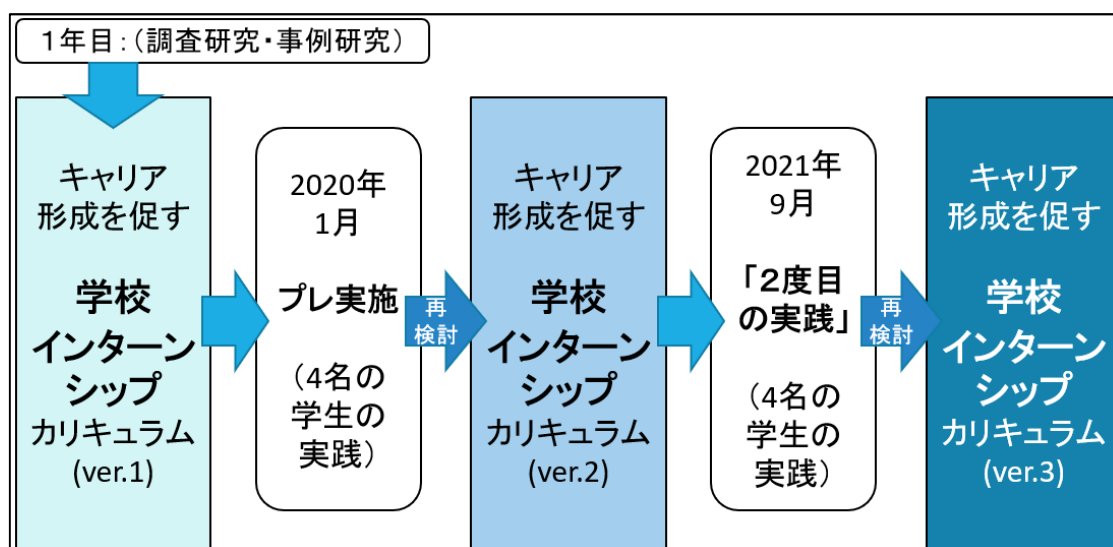 1年目:(調査研究・事例研究)
キャリア
形成を促す
学校
インターン
シップ
カリキュラム
(ver.1)
2020年
1月
プレ実施
(4名の
学生の
実践)
再
検討
キャリア
形成を促す
学校
インターン
シップ
カリキュラム
(ver.2)
2021年
9月
「2度目
の実践」
(4名の
学生の
実践)
再
検討
キャリア
形成を促す
学校
インターン
シップ
カリキュラム
(ver.3)